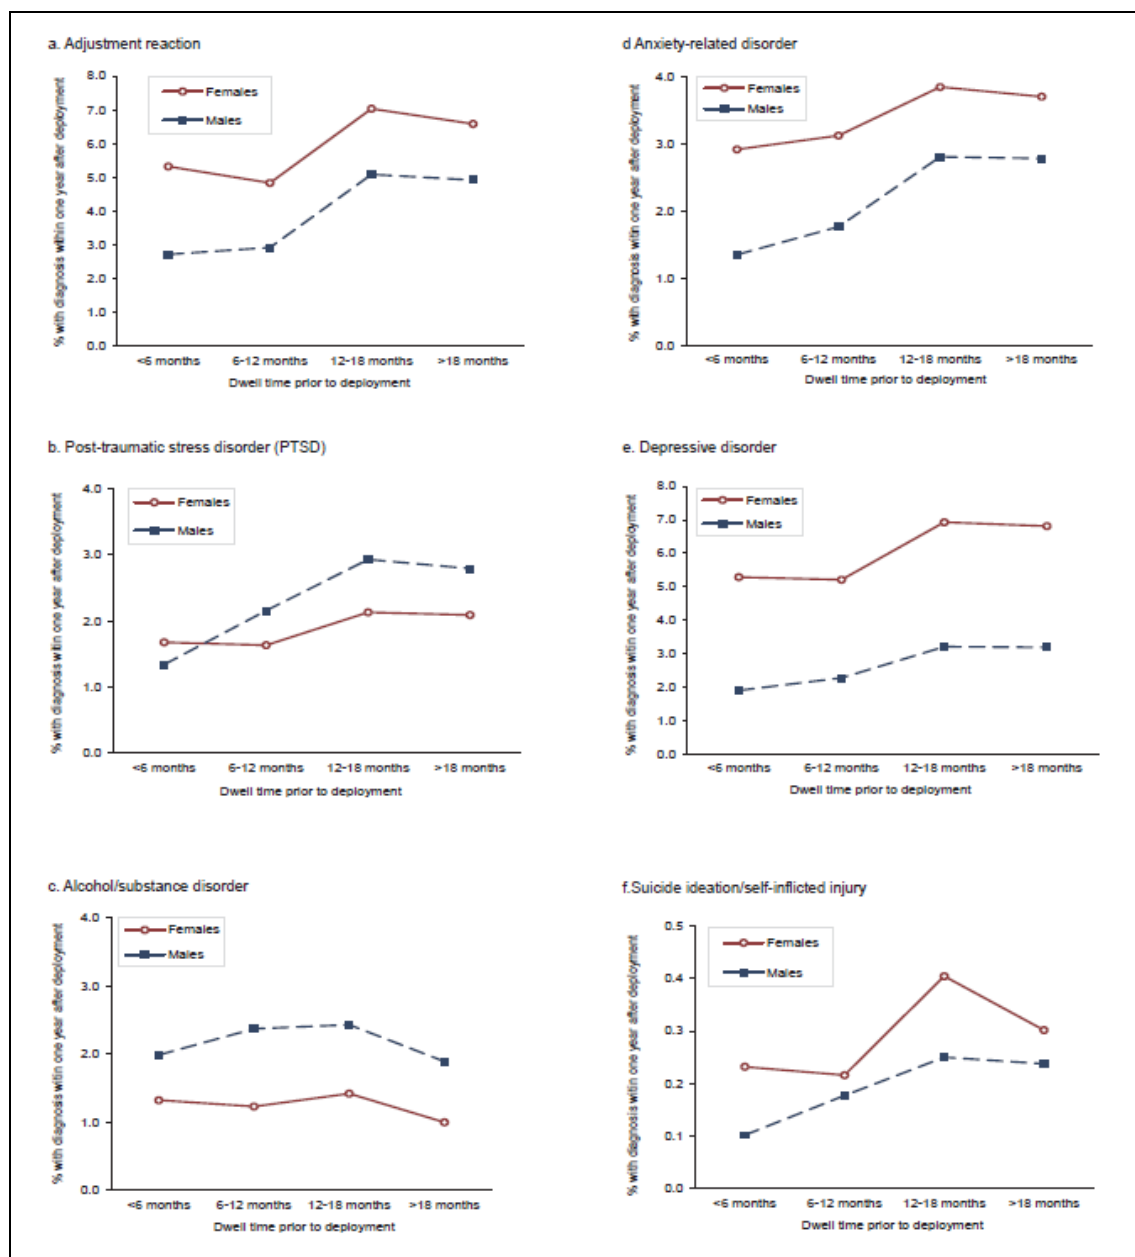 a. Adjustment reaction
% with diagnosis within one year after deployment
8.0
7.0
6.0
5.0
4.0
3.0
2.0
1.0
0.0
Females
Males
<6 months 6-12 months 12-18 months >18 months
Dwell time prior to deployment
d Anxiety-related disorder
% with diagnosis witin one year after deployment
4.0
3.0
2.0
1.0
0.0
Females
Males
<6 months 6-12 months 12-18 months >18 months
Dwell time prior to deployment
b. Post-traumatic stress disorder (PTSD)
% with diagnosis witin one year after deployment
4.0
3.0
2.0
1.0
0.0
Females
Males
<6 months 6-12 months 12-18 months >18 months
Dwell time prior to deployment
e. Depressive disorder
% with diagnosis witin one year after deployment
8.0
7.0
6.0
5.0
4.0
3.0
2.0
1.0
0.0
Females
Males
<6 months 6-12 months 12-18 months >18 months
Dwell time prior to deployment
c. Alcohol/substance disorder
% with diagnosis witin one year after deployment
4.0
3.0
2.0
1.0
0.0
Females
Males
<6 months 6-12 months 12-18 months >18 months
Dwell time prior to deployment
f.Suicide ideation/self-inflicted injury
% with diagnosis witin one year after deployment
0.5
0.4
0.3
0.2
0.1
0.0
Females
Males
<6 months 6-12 months 12-18 months >18 months
Dwell time prior to deployment